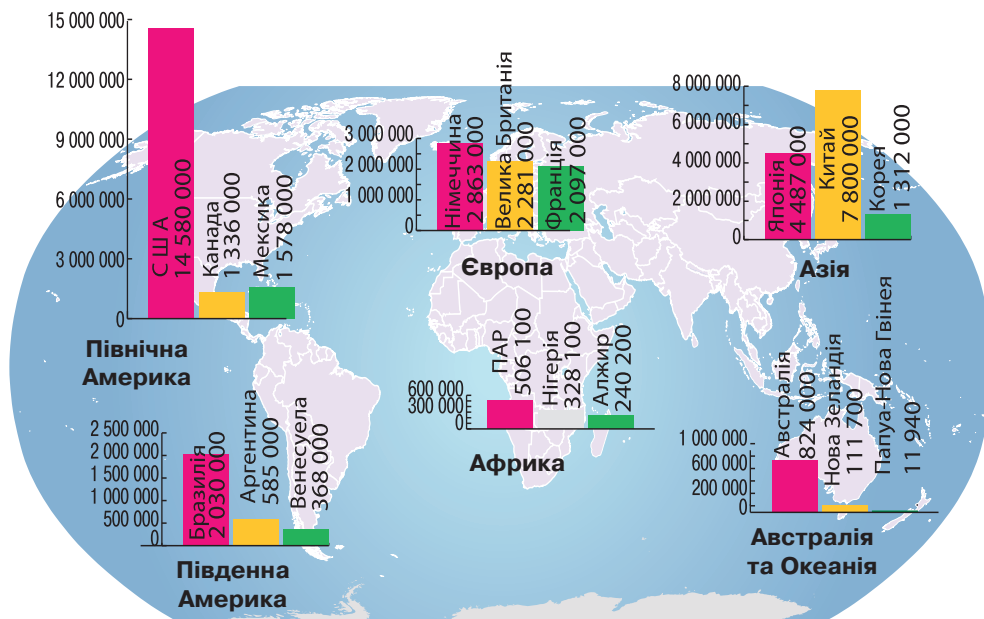 15 000 000
12 000 000
9 000 000
6 000 000
3 000 000
0
США
14 580 000
Канада
1 336 000
Мексика
1 578 000
Північна
Америка
3 000 000
2 000 000
1 000 000
0
Німеччина
2 863 000
Велика Британія
2 281 000
Франція
2 097 000
Європа
8 000 000
6 000 000
4 000 000
2 000 000
0
Японія
4 487 000
Китай
7 800 000
Корея
1 312 000
Азія
2 500 000
2 000 000
1 500 000
1 000 000
500 000
0
Бразилія
2 030 000
Аргентина
585 000
Венесуела
368 000
Південна
Америка
600 000
300 000
0
ПАР
506 100
Нігерія
328 100
Алжир
240 200
Африка
1 000 000
600 000
200 000
0
Австралія
824 000
Нова Зеландія
111 700
Папуа-Нова Гвінея
11 940
Австралія
та Океанія